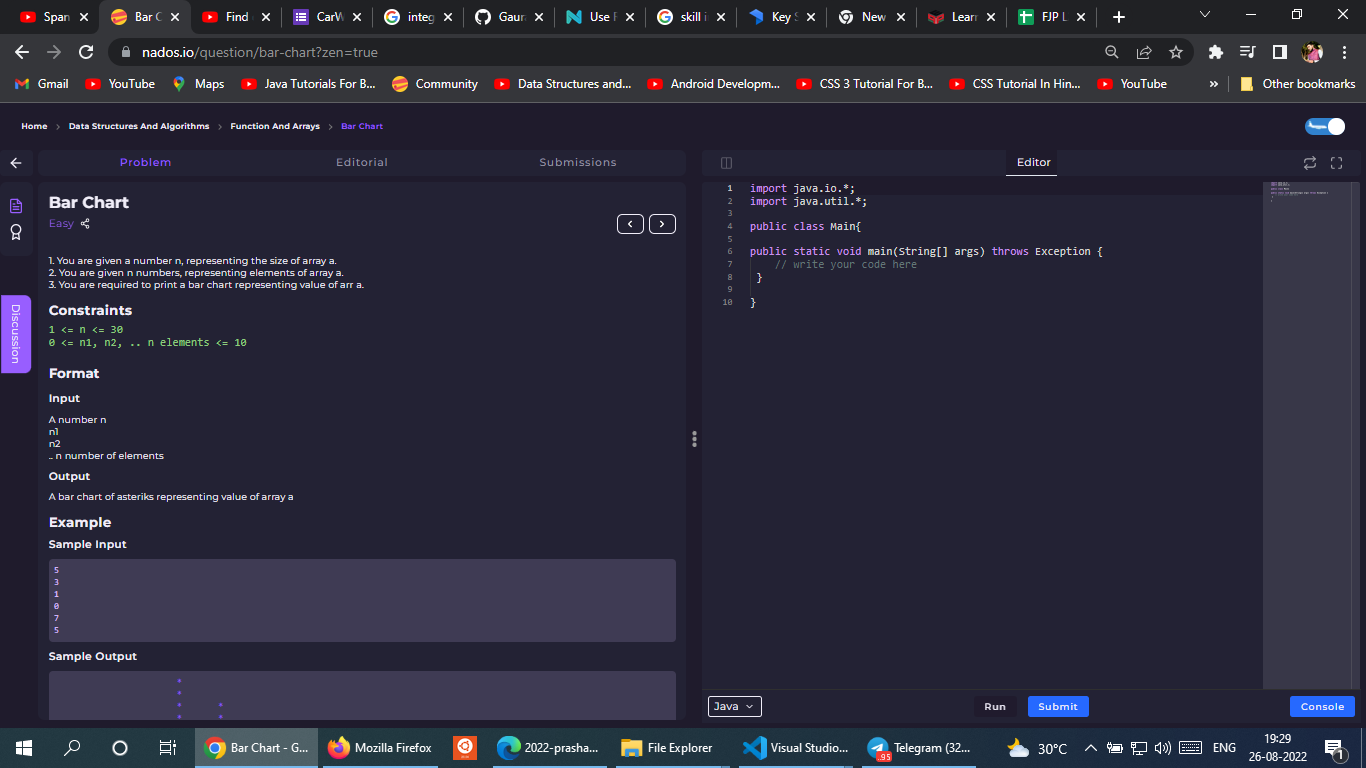 Span
Bar C
Find
CarW
integ
Gaura
Use F
skill i
Key S
New
Learn
FJP L
nados.io/question/bar-chart?zen=true
Gmail YouTube Maps Java Tutorials For B... Community Data Structures and... Android Developm... CSS 3 Tutorial For B... CSS Tutorial In Hin... YouTube » Other bookmarks
Home > Data Structures And Algorithms > Function And Arrays > Bar Chart
Problem Editorial Submissions
Editor
Discussion
Bar Chart
Easy
1. You are given a number n, representing the size of array a.
2. You are given n numbers, representing elements of array a.
3. You are required to print a bar chart representing value of arr a.
Constraints
1 <= n <= 30
0 <= n1, n2, .. n elements <= 10
Format
Input
A number n
n1
n2
.. n number of elements
Output
A bar chart of asteriks representing value of array a
Example
Sample Input
5
3
1
0
7
5
Sample Output
*
*
* *
* *
1 import java.io.*;
2 import java.util.*;
3
4 public class Main{
5
6 public static void main(String[] args) throws Exception {
7 // write your code here
8 }
9
10 }
Java Run Submit Console
Bar Chart - G...
Mozilla Firefox
2022-prasha...
File Explorer
Visual Studio...
Telegram (32...
.95
30°C
ENG
19:29
26-08-2022
1